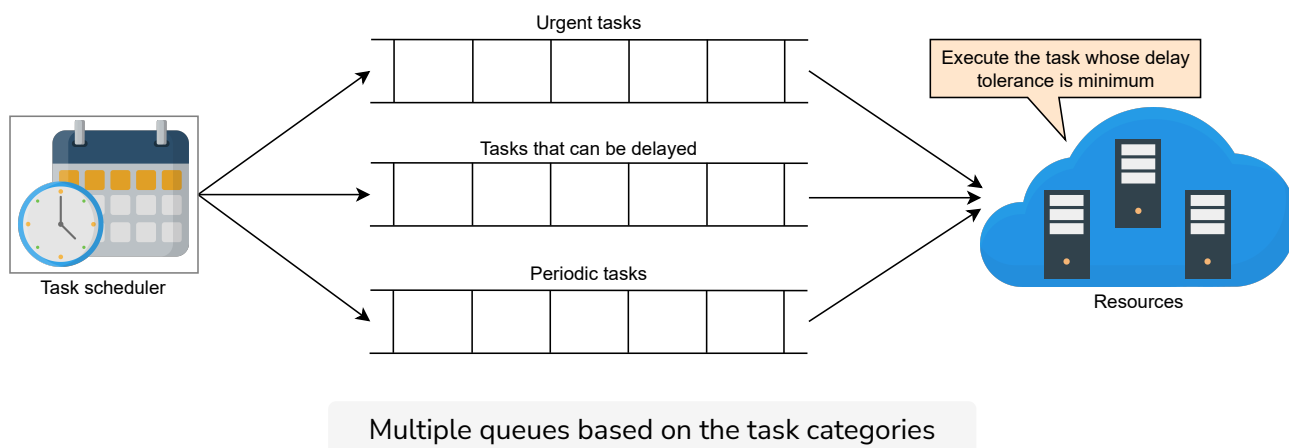 Urgent tasks
Execute the task whose delay
tolerance is minimum
Tasks that can be delayed
Periodic tasks
Task scheduler
Resources
Multiple queues based on the task categories